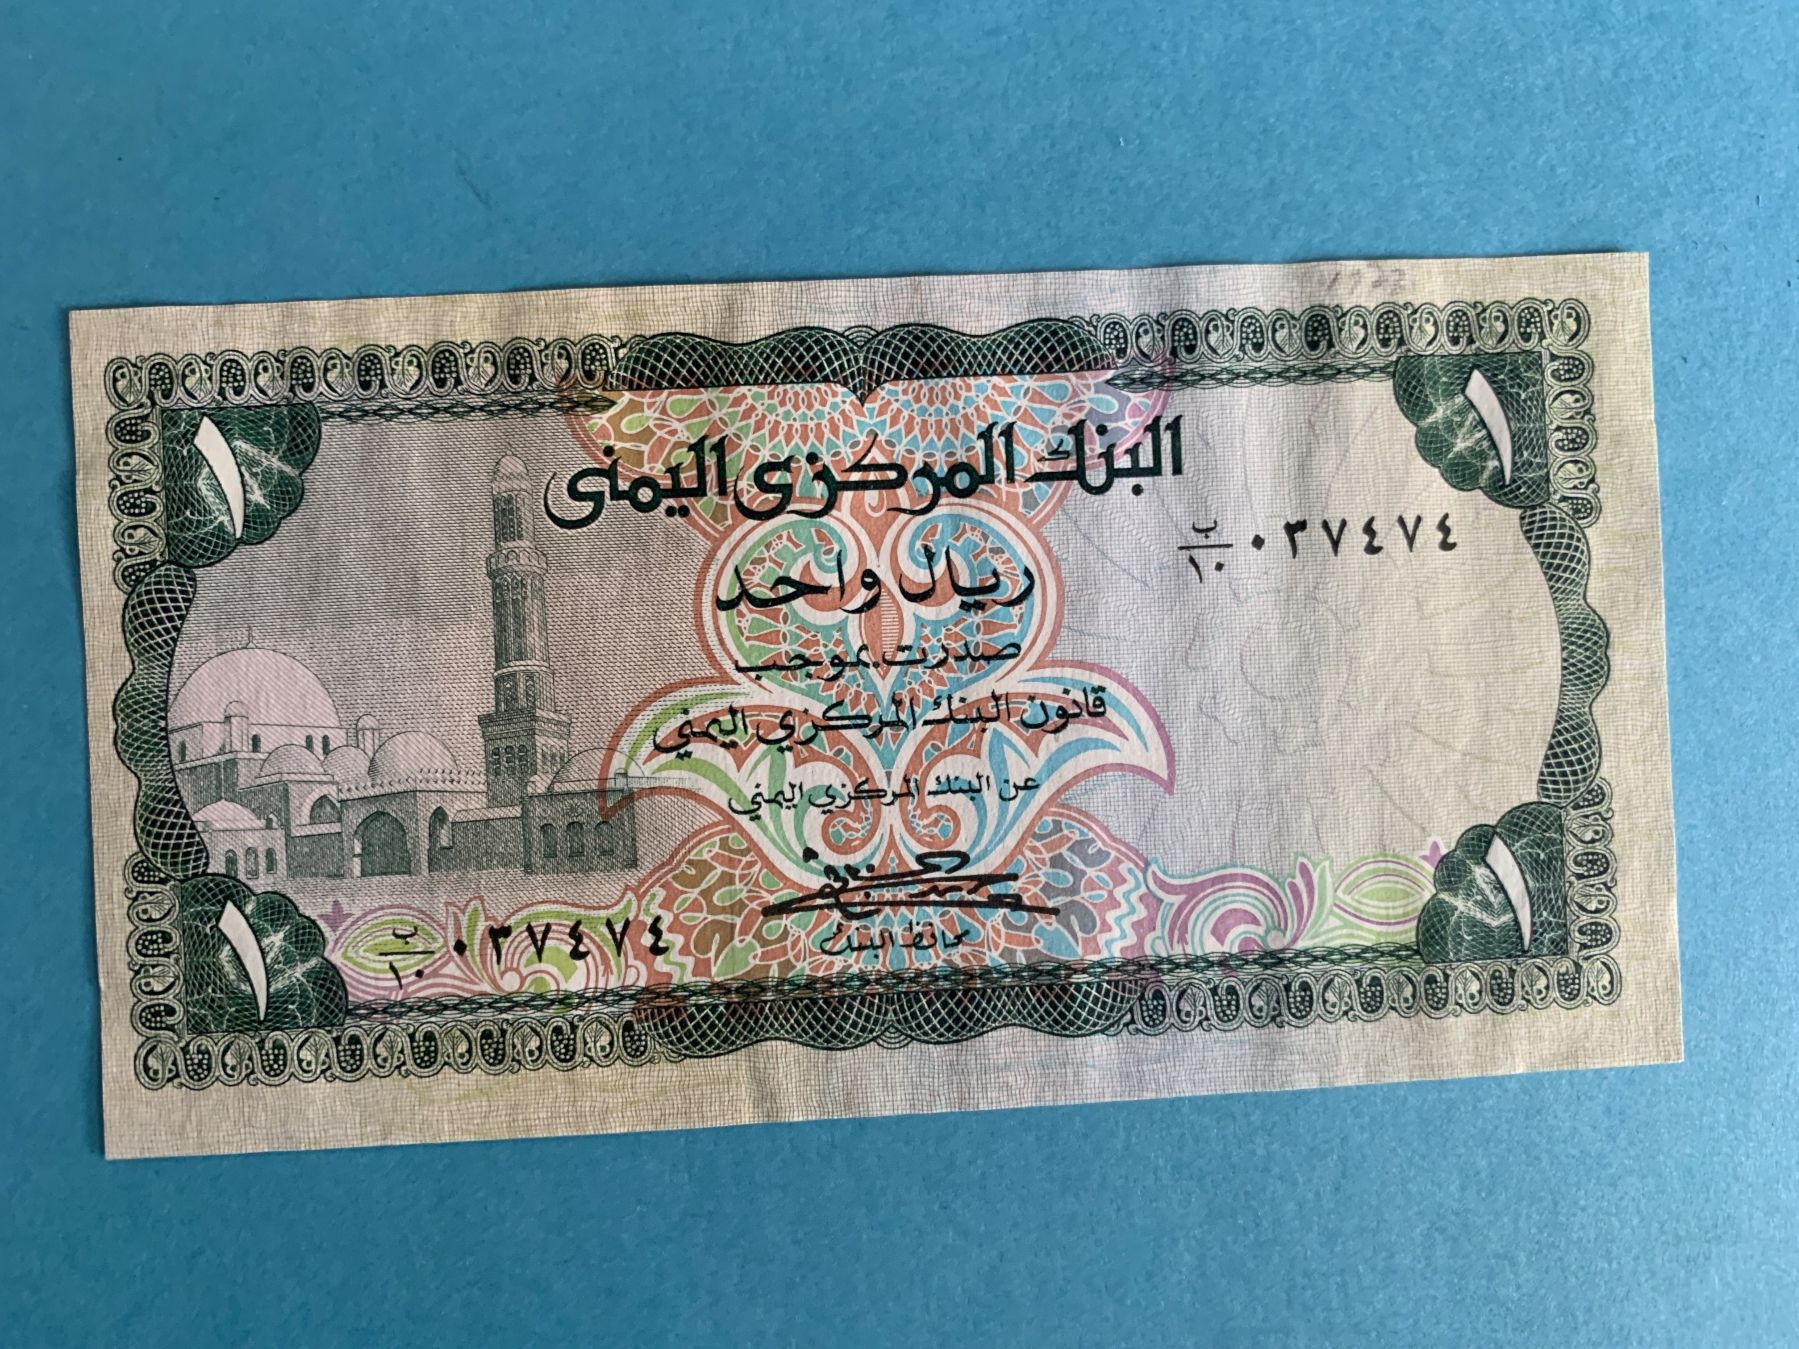 ١ ١
البنك المركزى اليمنى
ب/١٠ ٠٣٧٤٧٤
ريال واحد
صدرت بموجب
قانون البنك المركزي اليمني
عن البنك المركزي اليمني
محافظ البنك
ب/١٠ ٠٣٧٤٧٤
١ ١